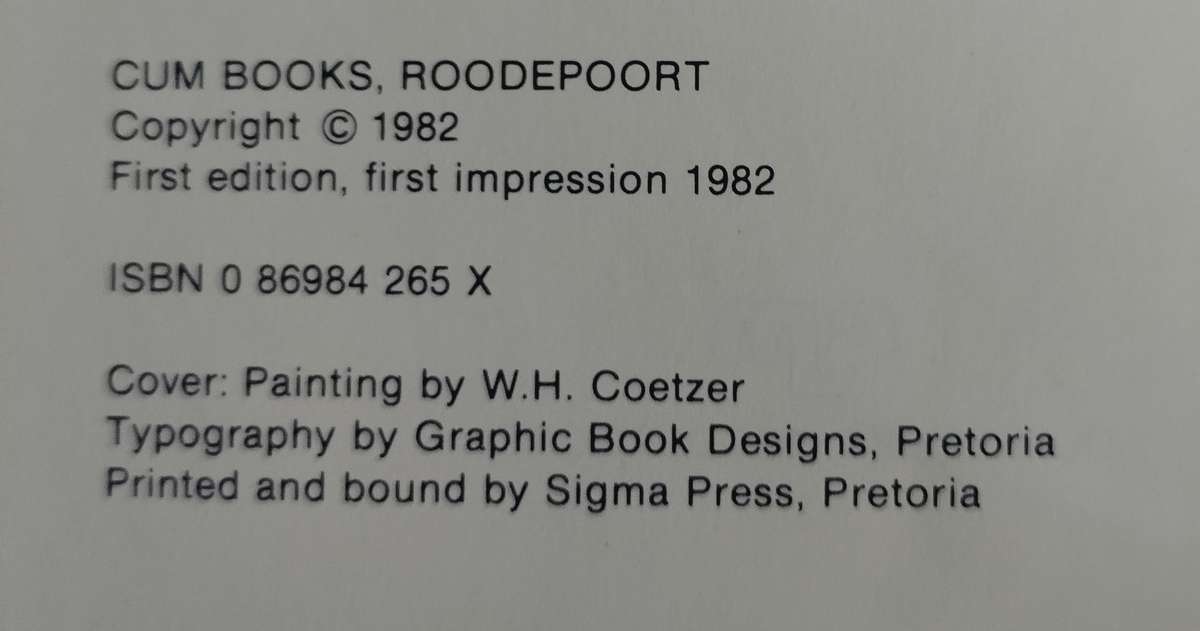 CUM BOOKS, ROODEPOORT
Copyright © 1982
First edition, first impression 1982
ISBN 0 86984 265 X
Cover: Painting by W.H. Coetzer
Typography by Graphic Book Designs, Pretoria
Printed and bound by Sigma Press, Pretoria